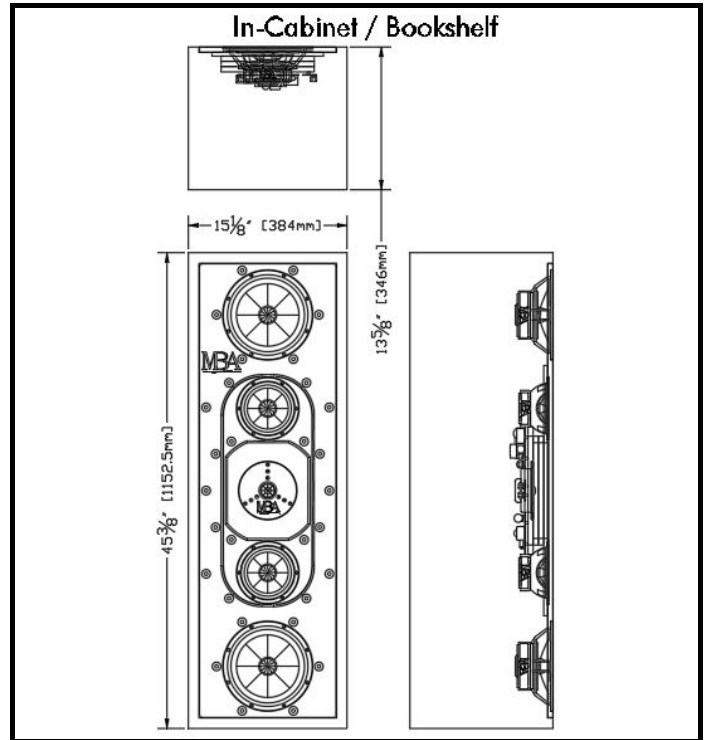 In-Cabinet / Bookshelf
15⅛" [384mm]
13⅝" [346mm]
MBA
45⅜" [1152.5mm]
MBA